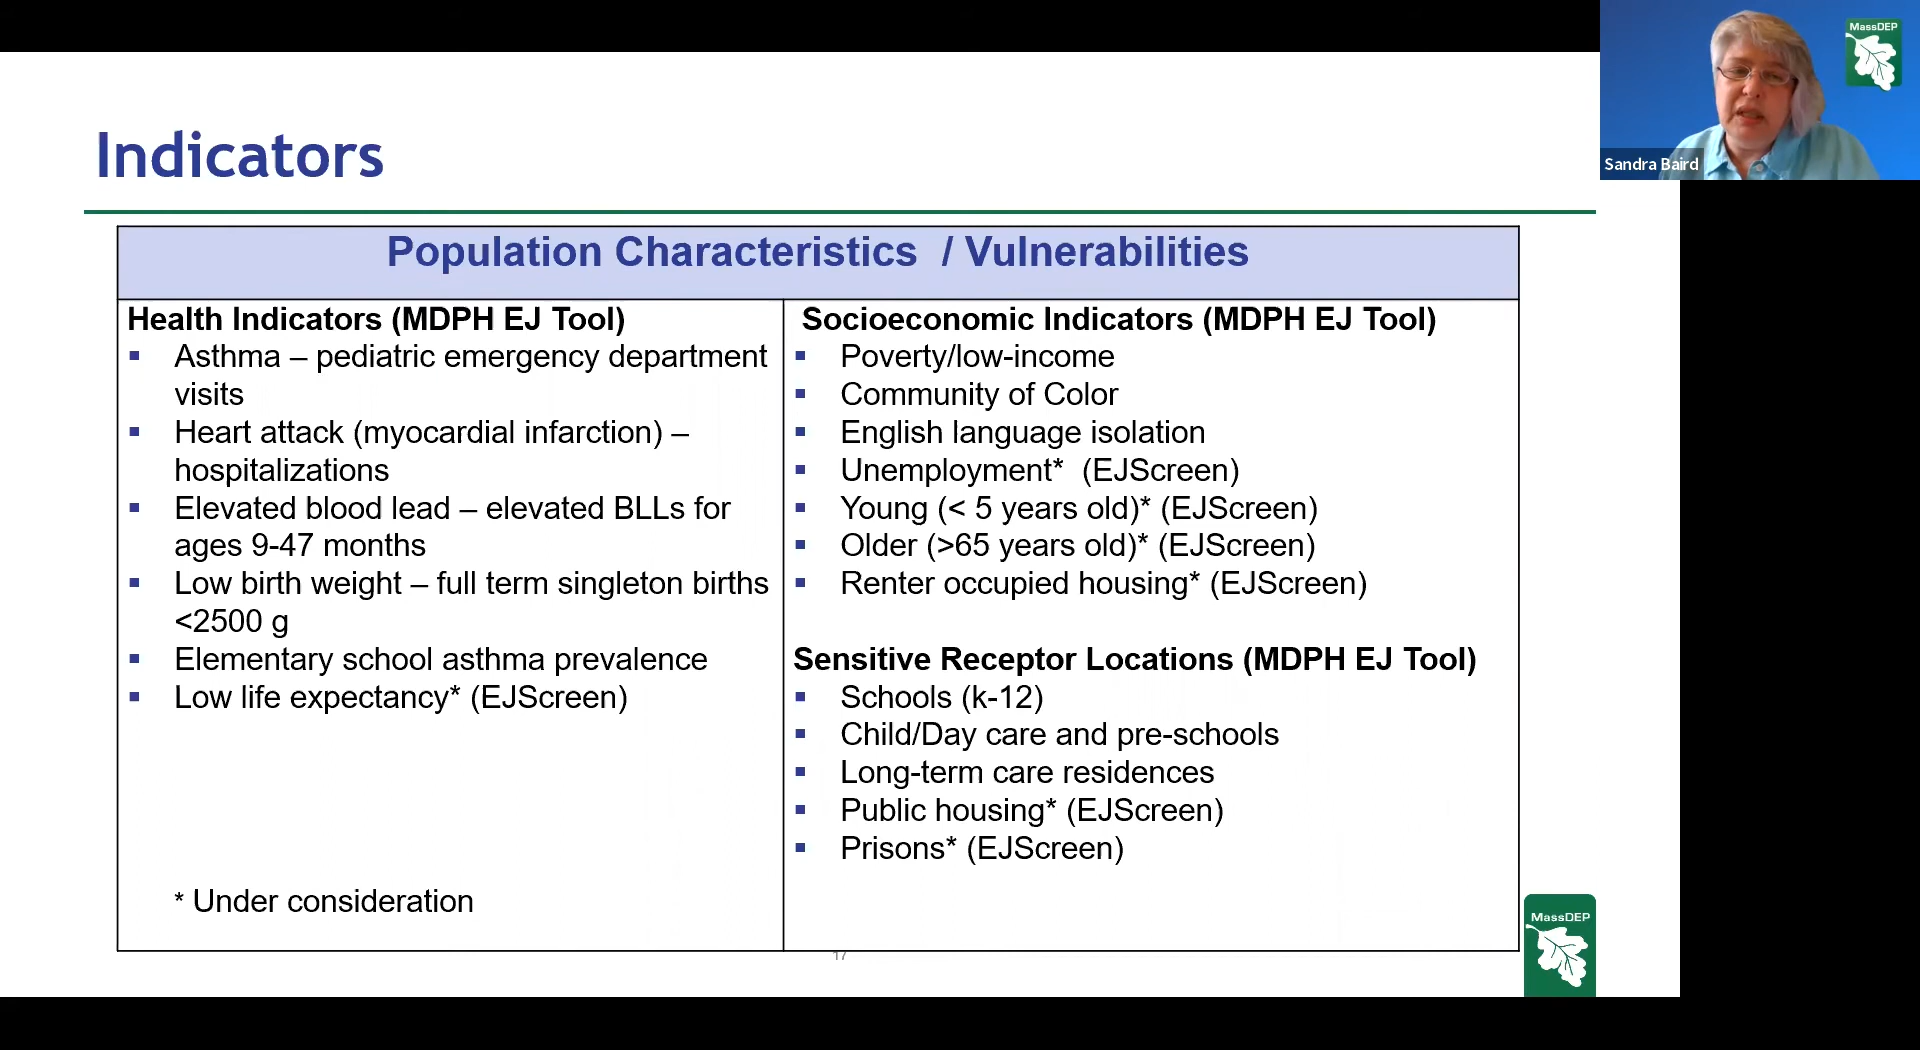 Indicators
Population Characteristics / Vulnerabilities
Health Indicators (MDPH EJ Tool)
▪ Asthma – pediatric emergency department
visits
▪ Heart attack (myocardial infarction) –
hospitalizations
▪ Elevated blood lead – elevated BLLs for
ages 9-47 months
▪ Low birth weight – full term singleton births
<2500 g
▪ Elementary school asthma prevalence
▪ Low life expectancy* (EJScreen)
* Under consideration
Socioeconomic Indicators (MDPH EJ Tool)
▪ Poverty/low-income
▪ Community of Color
▪ English language isolation
▪ Unemployment* (EJScreen)
▪ Young (< 5 years old)* (EJScreen)
▪ Older (>65 years old)* (EJScreen)
▪ Renter occupied housing* (EJScreen)
Sensitive Receptor Locations (MDPH EJ Tool)
▪ Schools (k-12)
▪ Child/Day care and pre-schools
▪ Long-term care residences
▪ Public housing* (EJScreen)
▪ Prisons* (EJScreen)
17
MassDEP
MassDEP
Sandra Baird